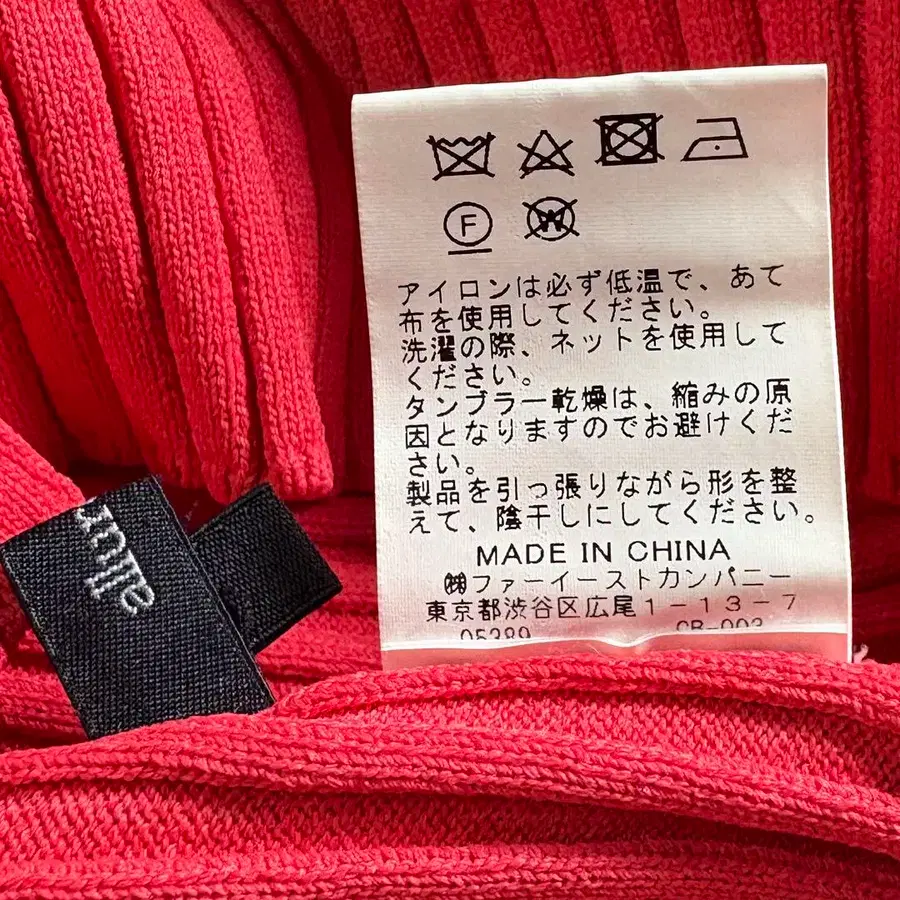 F
W
アイロンは必ず低温で、あて
布を使用してください。
洗濯の際、ネットを使用して
ください。
タンブラー乾燥は、縮みの原
因となりますのでお避けくだ
さい。
製品を引っ張りながら形を整
えて、陰干しにしてください。
MADE IN CHINA
㈱ファーイーストカンパニー
東京都渋谷区広尾1-13-7
05389 CB-003
allur